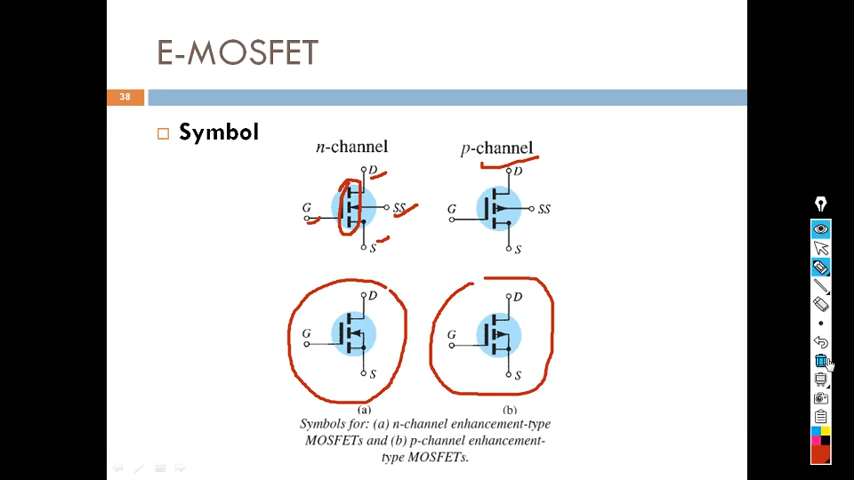 E-MOSFET
38
Symbol
n-channel
p-channel
D
D
G
SS
G
SS
S
S
D
D
G
G
S
S
(a)
(b)
Symbols for: (a) n-channel enhancement-type
MOSFETs and (b) p-channel enhancement-
type MOSFETs.